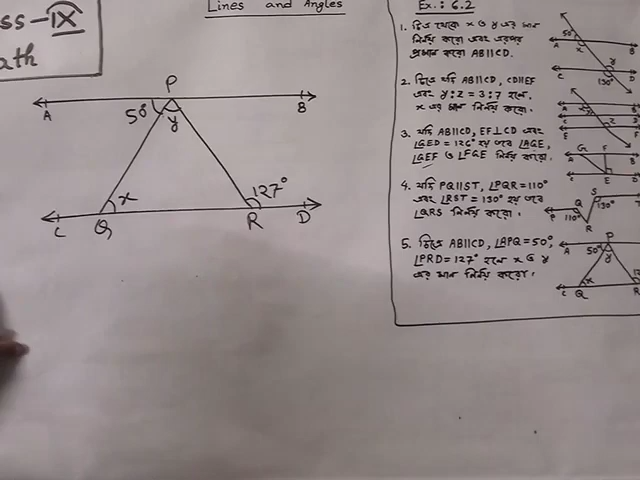 ss-IX
ath
Lines and Angles
P
A
B
50°
y
x
127°
C
Q
R
D
Ex.: 6.2
1. চিত্র থেকে x ও y এর মান
নির্ণয় করো এবং এরপর
প্রমান করো AB||CD.
50°
A
x
B
C
y
D
130°
2. চিত্রে যদি AB||CD, CD||EF
এবং y:z = 3:7 হলে,
x এর মান নির্ণয় করো.
3. যদি AB||CD, EF⊥CD এবং
∠GED = 126° হয় তবে ∠AGE,
∠GEF ও ∠FGE নির্ণয় করো.
A G F B
C E D
4. যদি PQ||ST, ∠PQR=110°
এবং ∠RST = 130° হয় তবে
∠QRS নির্ণয় করো.
S
130°
T
P
Q
110°
R
5. চিত্রে AB||CD, ∠APQ = 50°,
∠PRD = 127° হলে x ও y
এর মান নির্ণয় করো.
P
A
50°
y
x
C
Q
R